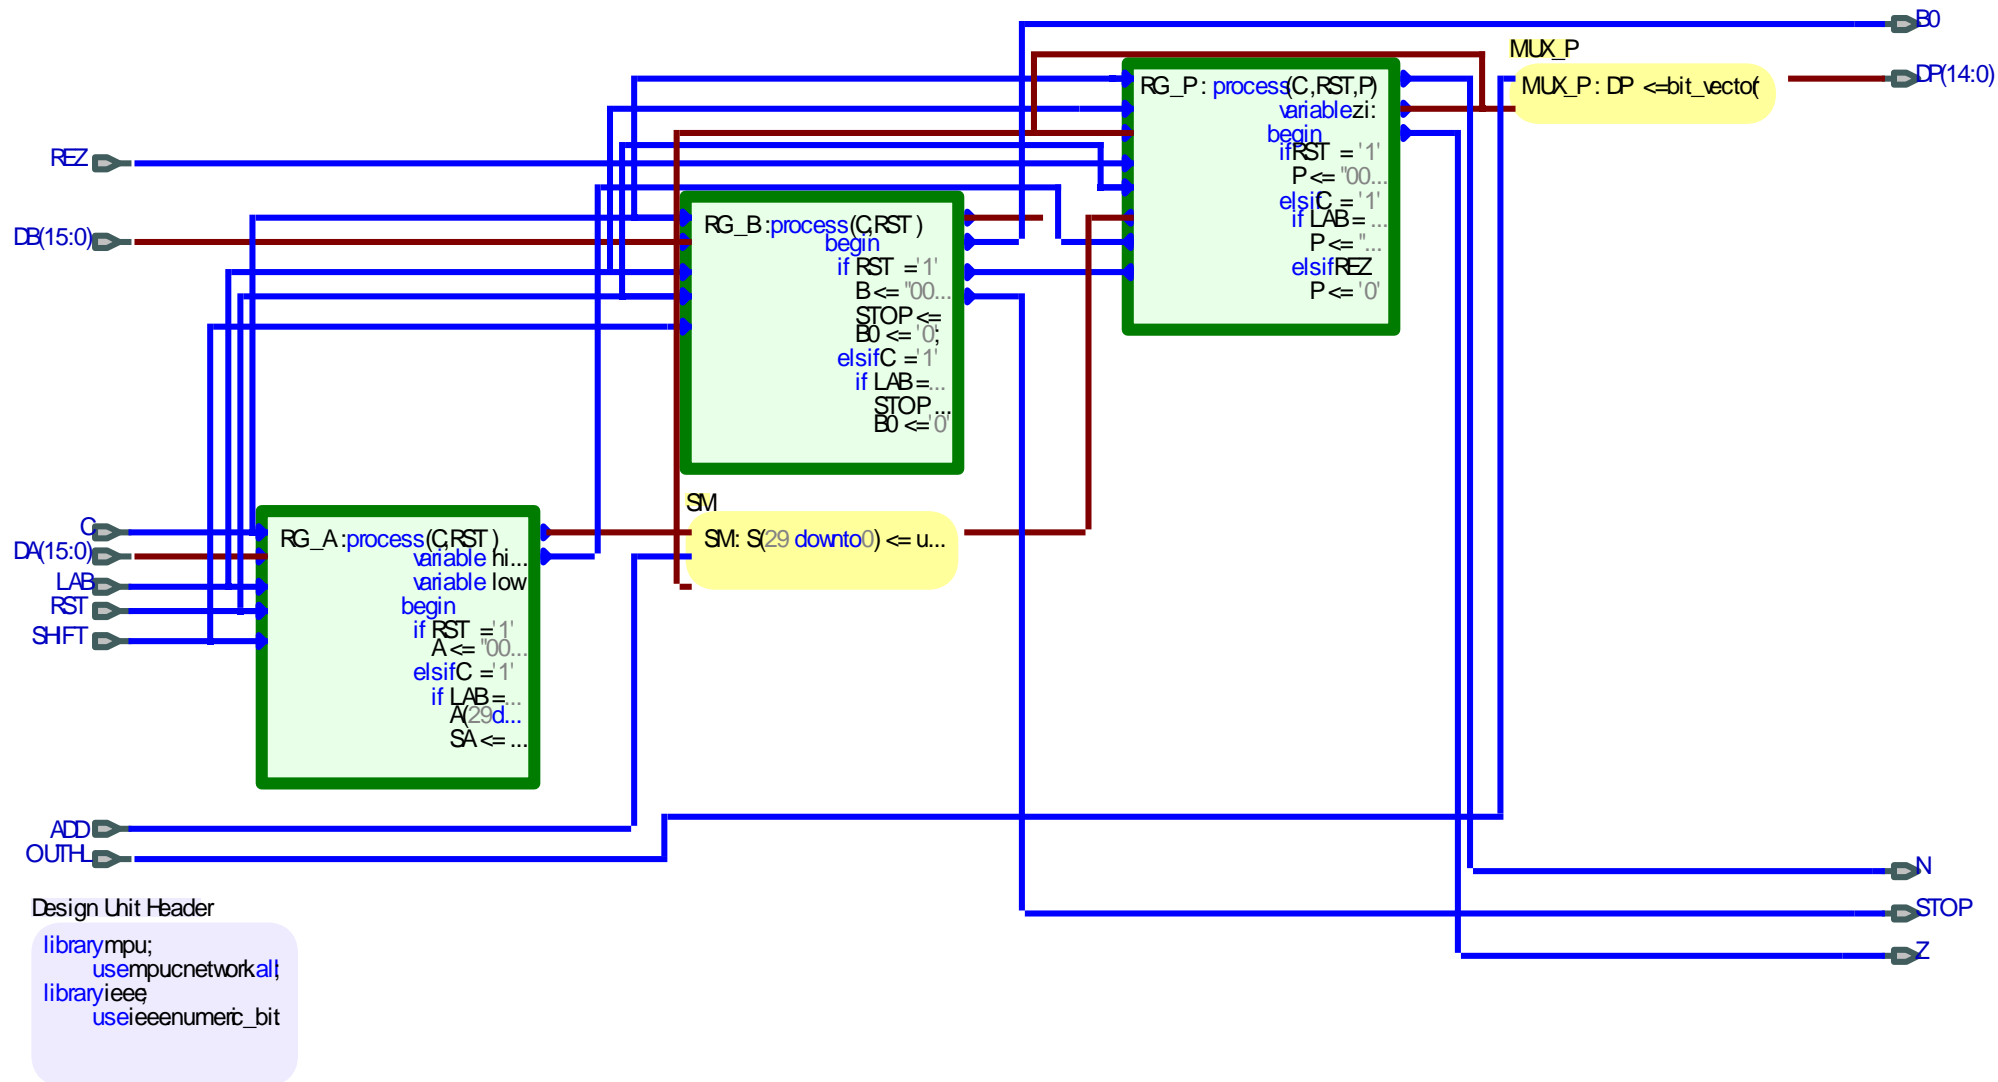 B0
MUX_P
DP(14:0)
MUX_P : DP <=bit_vector(
RG_P : process(C,RST,P)
variable zi:
begin
if RST = '1'
P <= "00...
elsif C = '1'
if LAB = ...
P <= "...
elsif REZ
P <= '0'
REZ
DB(15:0)
RG_B : process (C,RST )
begin
if RST = '1'
B <= "00...
STOP <=
B0 <= '0';
elsif C = '1'
if LAB = ...
STOP ...
B0 <= '0'
SM
SM: S(29 downto 0) <= u...
C
DA(15:0)
LAB
RST
SHIFT
RG_A : process (C,RST )
variable hi...
variable low
begin
if RST = '1'
A <= "00...
elsif C = '1'
if LAB = ...
A(29 d...
SA <= ...
ADD
OUTHL
N
STOP
Z
Design Unit Header
library mpu;
use mpu.cnetwork.all;
library ieee;
use ieee.numeric_bit